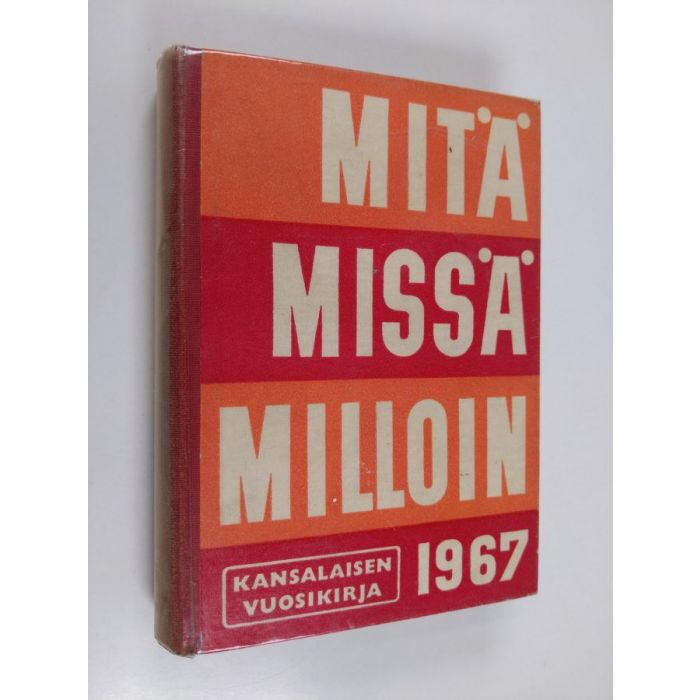 MITÄ
MISSÄ
MILLOIN
KANSALAISEN
VUOSIKIRJA
1967